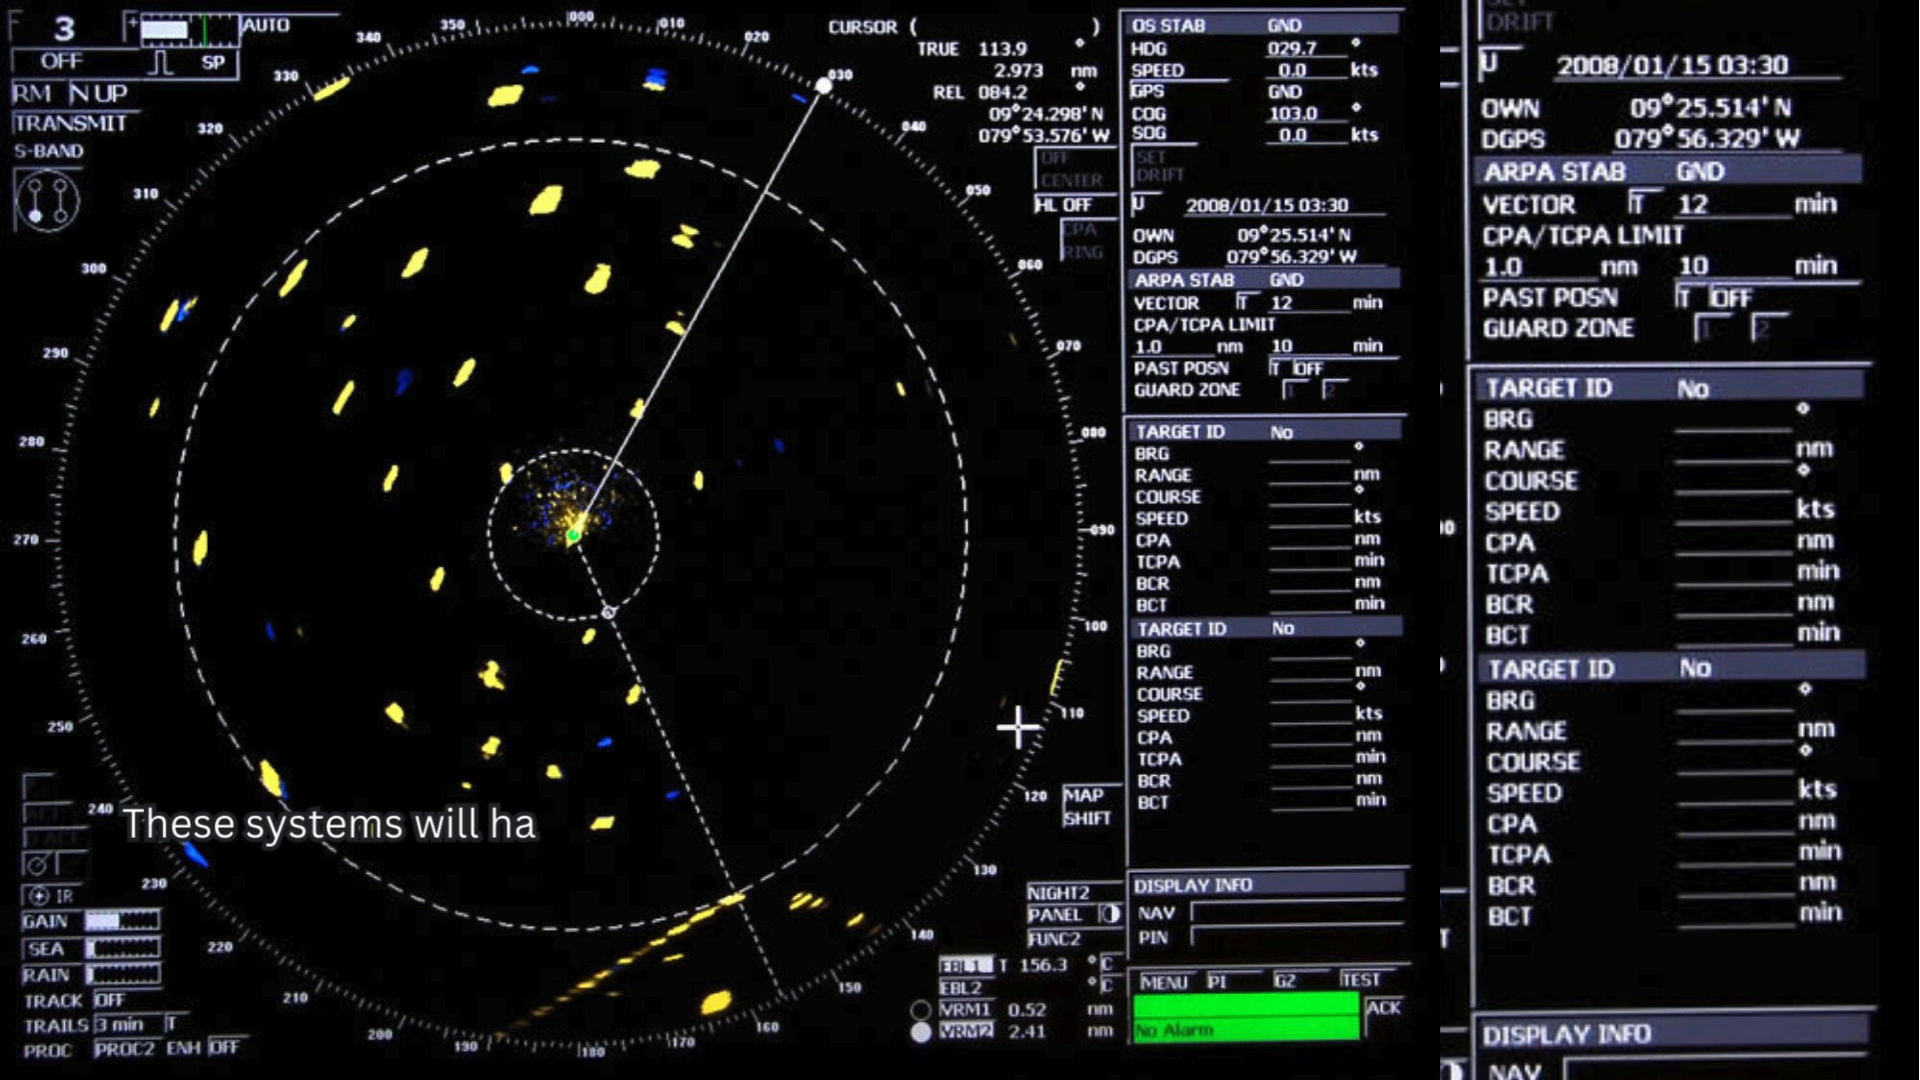 3
AUTO
OFF
SP
RM N UP
TRANSMIT
S-BAND
350 000 010 020 030 040 050 060 070 080 090 100 110 120 130 140 150 160 170 180 190 200 210 220 230 240 250 260 270 280 290 300 310 320 330 340
CURSOR ( )
TRUE 113.9 °
2.973 nm
REL 084.2 °
09°24.298' N
079°53.576' W
OFF
CENTER
HL OFF
CPA
RING
OS STAB GND
HDG 029.7 °
SPEED 0.0 kts
GPS GND
COG 103.0 °
SOG 0.0 kts
SET
DRIFT
U 2008/01/15 03:30
OWN 09°25.514' N
DGPS 079°56.329' W
ARPA STAB GND
VECTOR T 12 min
CPA/TCPA LIMIT
1.0 nm 10 min
PAST POSN T OFF
GUARD ZONE 1 2
TARGET ID No
BRG °
RANGE nm
COURSE °
SPEED kts
CPA nm
TCPA min
BCR nm
BCT min
TARGET ID No
BRG °
RANGE nm
COURSE °
SPEED kts
CPA nm
TCPA min
BCR nm
BCT min
MAP
SHIFT
These systems will ha
IR
GAIN
SEA
RAIN
TRACK OFF
TRAILS 3 min T
PROC PROC2 ENH OFF
NIGHT2
PANEL
FUNC2
EBL1 T 156.3 ° C
EBL2 ° C
VRM1 0.52 nm
VRM2 2.41 nm
DISPLAY INFO
NAV
PIN
MENU PI GZ TEST
ACK
No Alarm
DRIFT
U 2008/01/15 03:30
OWN 09°25.514' N
DGPS 079°56.329' W
ARPA STAB GND
VECTOR T 12 min
CPA/TCPA LIMIT
1.0 nm 10 min
PAST POSN T OFF
GUARD ZONE 1 2
TARGET ID No
BRG °
RANGE nm
COURSE °
SPEED kts
CPA nm
TCPA min
BCR nm
BCT min
TARGET ID No
BRG °
RANGE nm
COURSE °
SPEED kts
CPA nm
TCPA min
BCR nm
BCT min
DISPLAY INFO
NAV